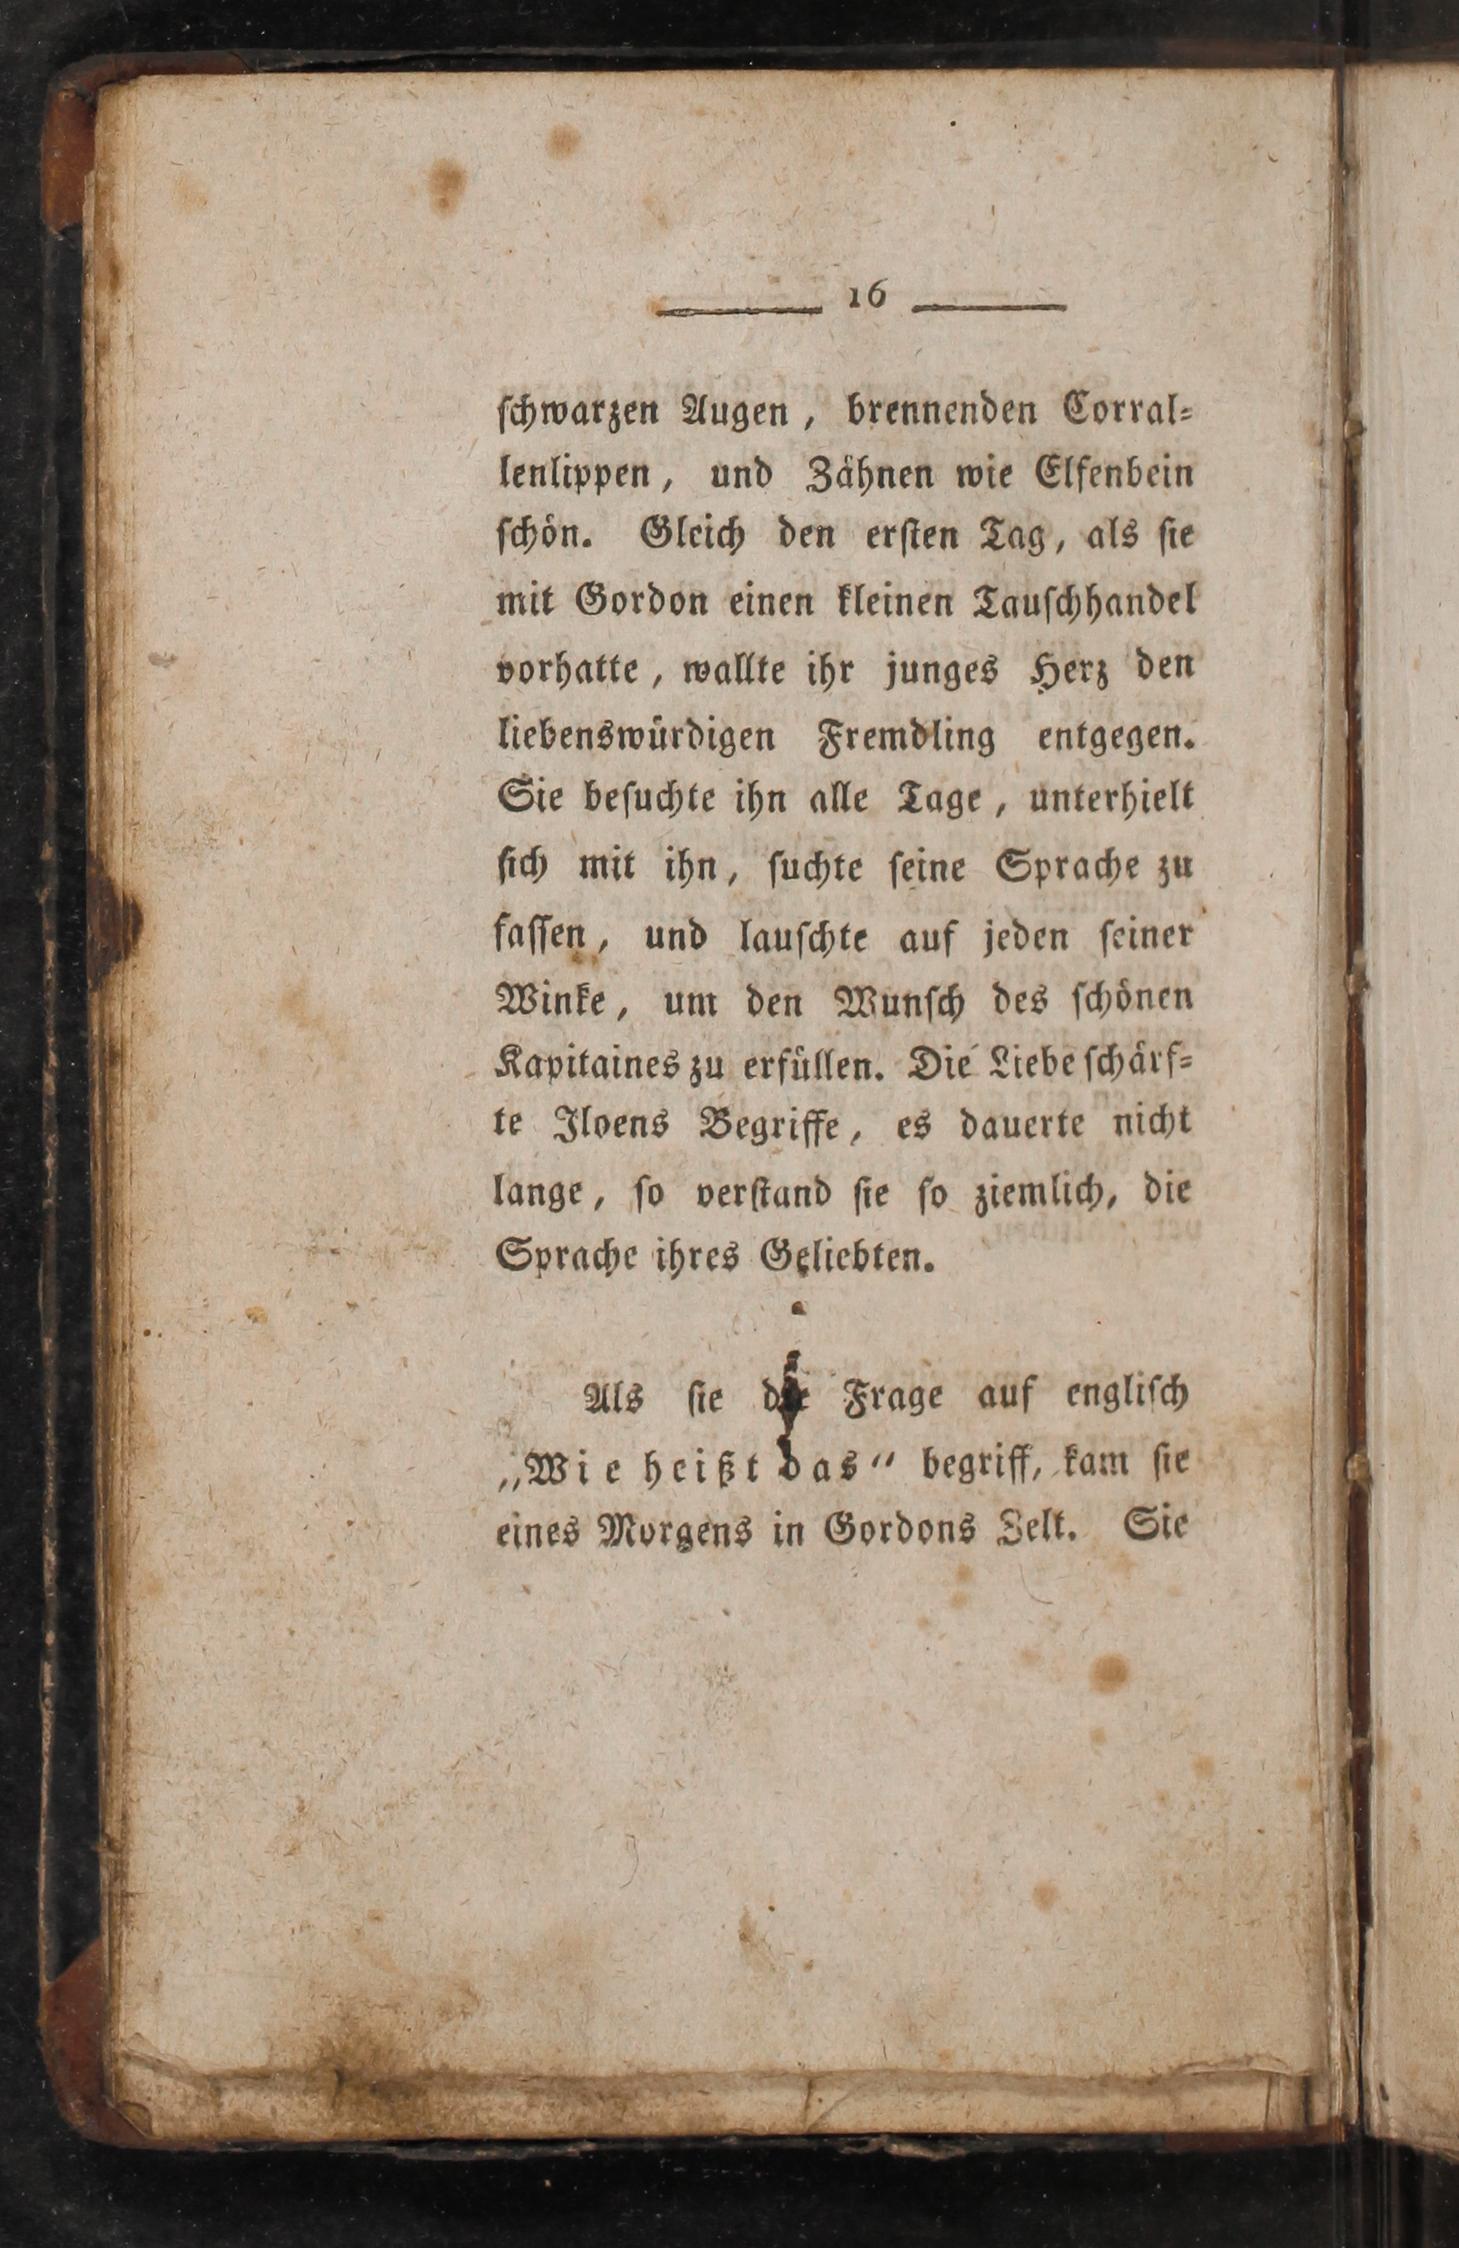 16
ſchwarzen Augen, brennenden Corral⸗
lenlippen, und Zähnen wie Elfenbein
ſchön. Gleich den erſten Tag, als ſie
mit Gordon einen kleinen Tauſchhandel
vorhatte, wallte ihr junges Herz den
liebenswürdigen Fremdling entgegen.
Sie beſuchte ihn alle Tage, unterhielt
ſich mit ihn, ſuchte ſeine Sprache zu
faſſen, und lauſchte auf jeden ſeiner
Winke, um den Wunſch des ſchönen
Kapitaines zu erfüllen. Die Liebe ſchärf⸗
te Iloens Begriffe, es dauerte nicht
lange, ſo verſtand ſie ſo ziemlich, die
Sprache ihres Geliebten.
Als ſie die Frage auf engliſch
„Wie heißt das“ begriff, kam ſie
eines Morgens in Gordons Zelt. Sie